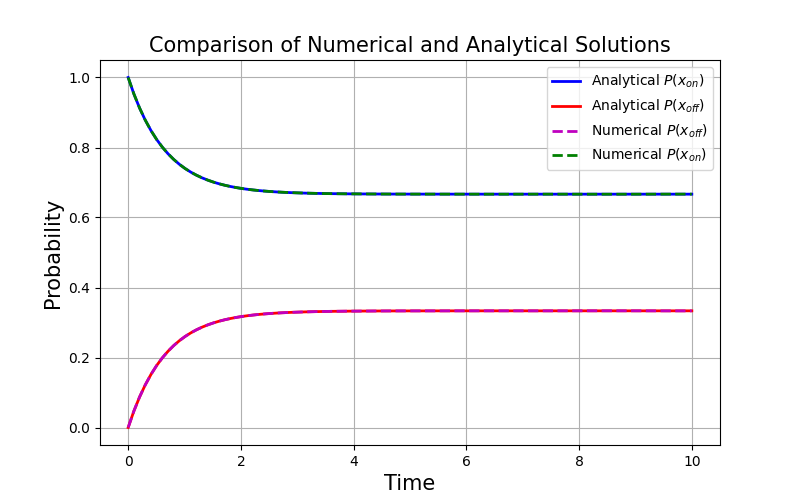 Comparison of Numerical and Analytical Solutions
Analytical P(x_on)
Analytical P(x_off)
Numerical P(x_off)
Numerical P(x_on)
Probability
1.0
0.8
0.6
0.4
0.2
0.0
0 2 4 6 8 10
Time